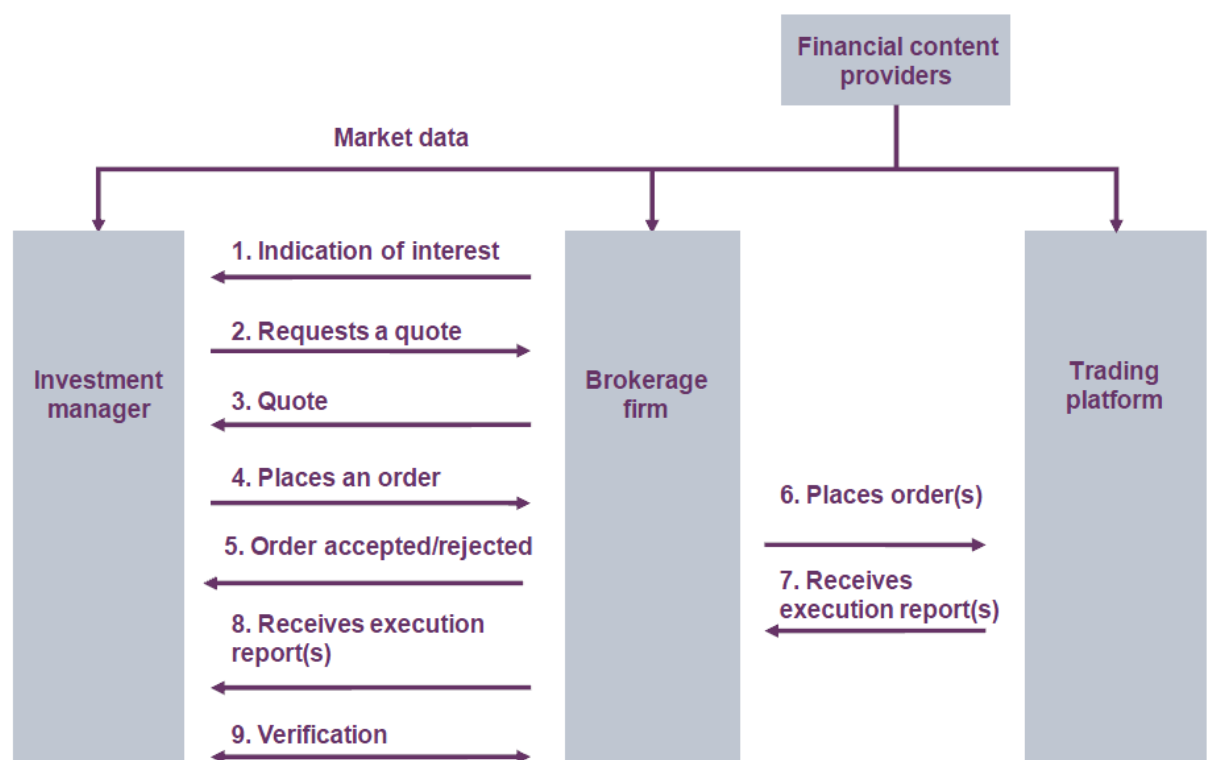 Financial content
providers
Market data
1. Indication of interest
2. Requests a quote
Investment
manager
Brokerage
firm
Trading
platform
3. Quote
4. Places an order
6. Places order(s)
5. Order accepted/rejected
7. Receives
execution report(s)
8. Receives execution
report(s)
9. Verification